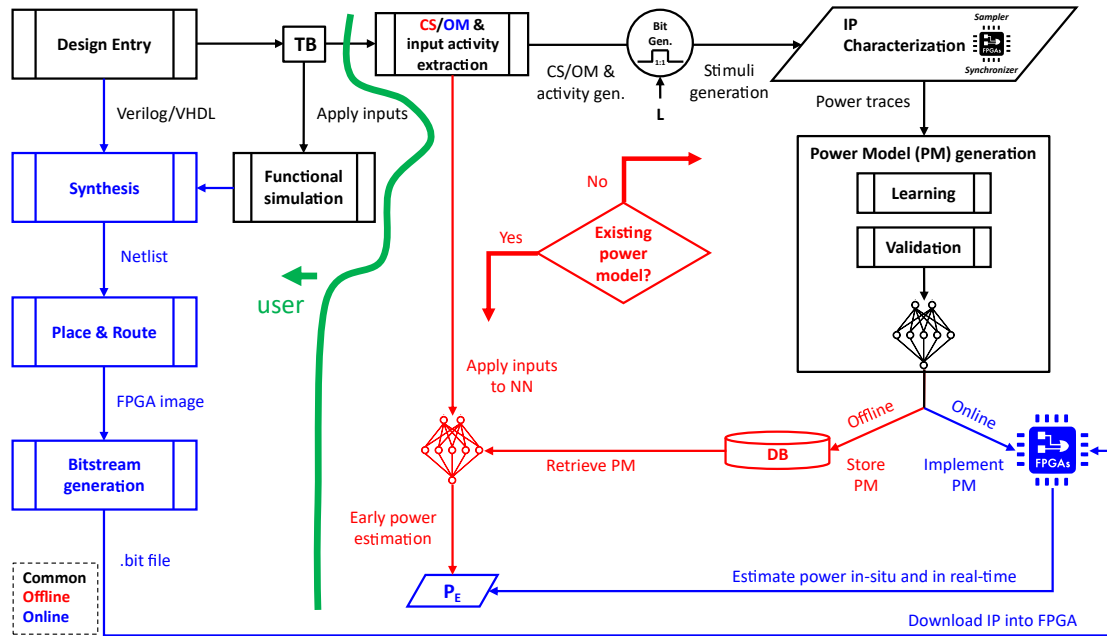 Design Entry
TB
CS/OM &
input activity
extraction
Bit
Gen.
1:1
L
CS/OM &
activity gen.
Stimuli
generation
IP
Characterization
Sampler
FPGAs
Synchronizer
Verilog/VHDL
Apply inputs
Power traces
Synthesis
Functional
simulation
Power Model (PM) generation
Learning
Validation
No
Yes
Existing
power
model?
Netlist
user
Place & Route
FPGA image
Apply inputs
to NN
Offline
Online
Bitstream
generation
Retrieve PM
DB
Store
PM
Implement
PM
FPGAs
Early power
estimation
.bit file
Common
Offline
Online
PE
Estimate power in-situ and in real-time
Download IP into FPGA